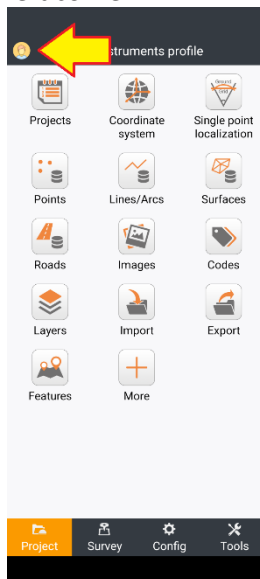 struments profile
Projects
Coordinate
system
Single point
localization
Points
Lines/Arcs
Surfaces
Roads
Images
Codes
Layers
Import
Export
Features
More
Project
Survey
Config
Tools